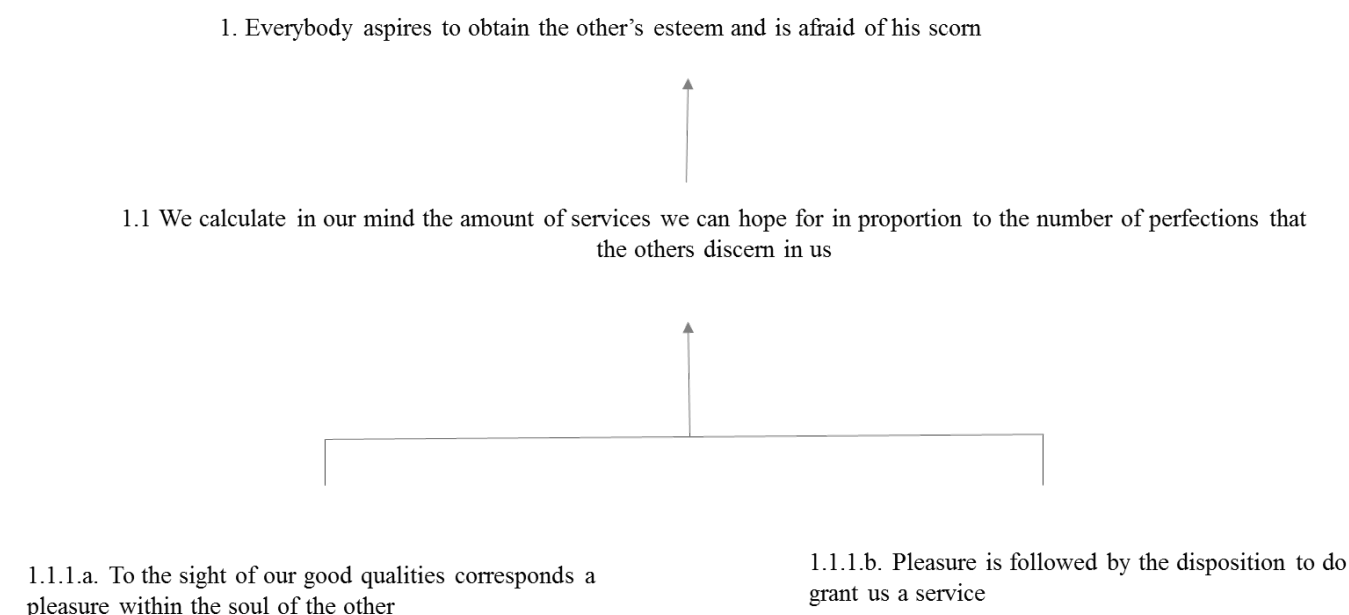 1. Everybody aspires to obtain the other’s esteem and is afraid of his scorn
1.1 We calculate in our mind the amount of services we can hope for in proportion to the number of perfections that
the others discern in us
1.1.1.a. To the sight of our good qualities corresponds a
pleasure within the soul of the other
1.1.1.b. Pleasure is followed by the disposition to do
grant us a service